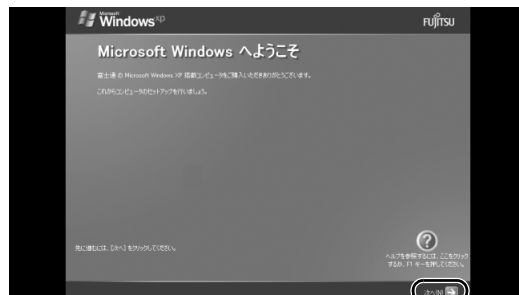 Microsoft
Windows xp
FUJITSU
Microsoft Windows へようこそ
富士通 の Microsoft Windows XP 搭載コンピュータをご購入いただきありがとうございます。
これからコンピュータのセットアップを行いましょう。
先に進むには、[次へ] をクリックしてください。
?
ヘルプを参照するには、ここをクリック
するか、F1 キーを押してください。
次へ(N)